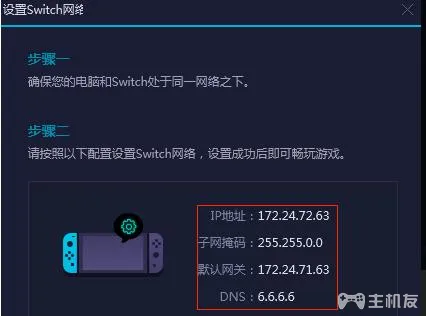 设置Switch网络
步骤一
确保您的电脑和Switch处于同一网络之下。
步骤二
请按照以下配置设置Switch网络，设置成功后即可畅玩游戏。
IP地址：172.24.72.63
子网掩码：255.255.0.0
默认网关：172.24.71.63
DNS：6.6.6.6
主机友